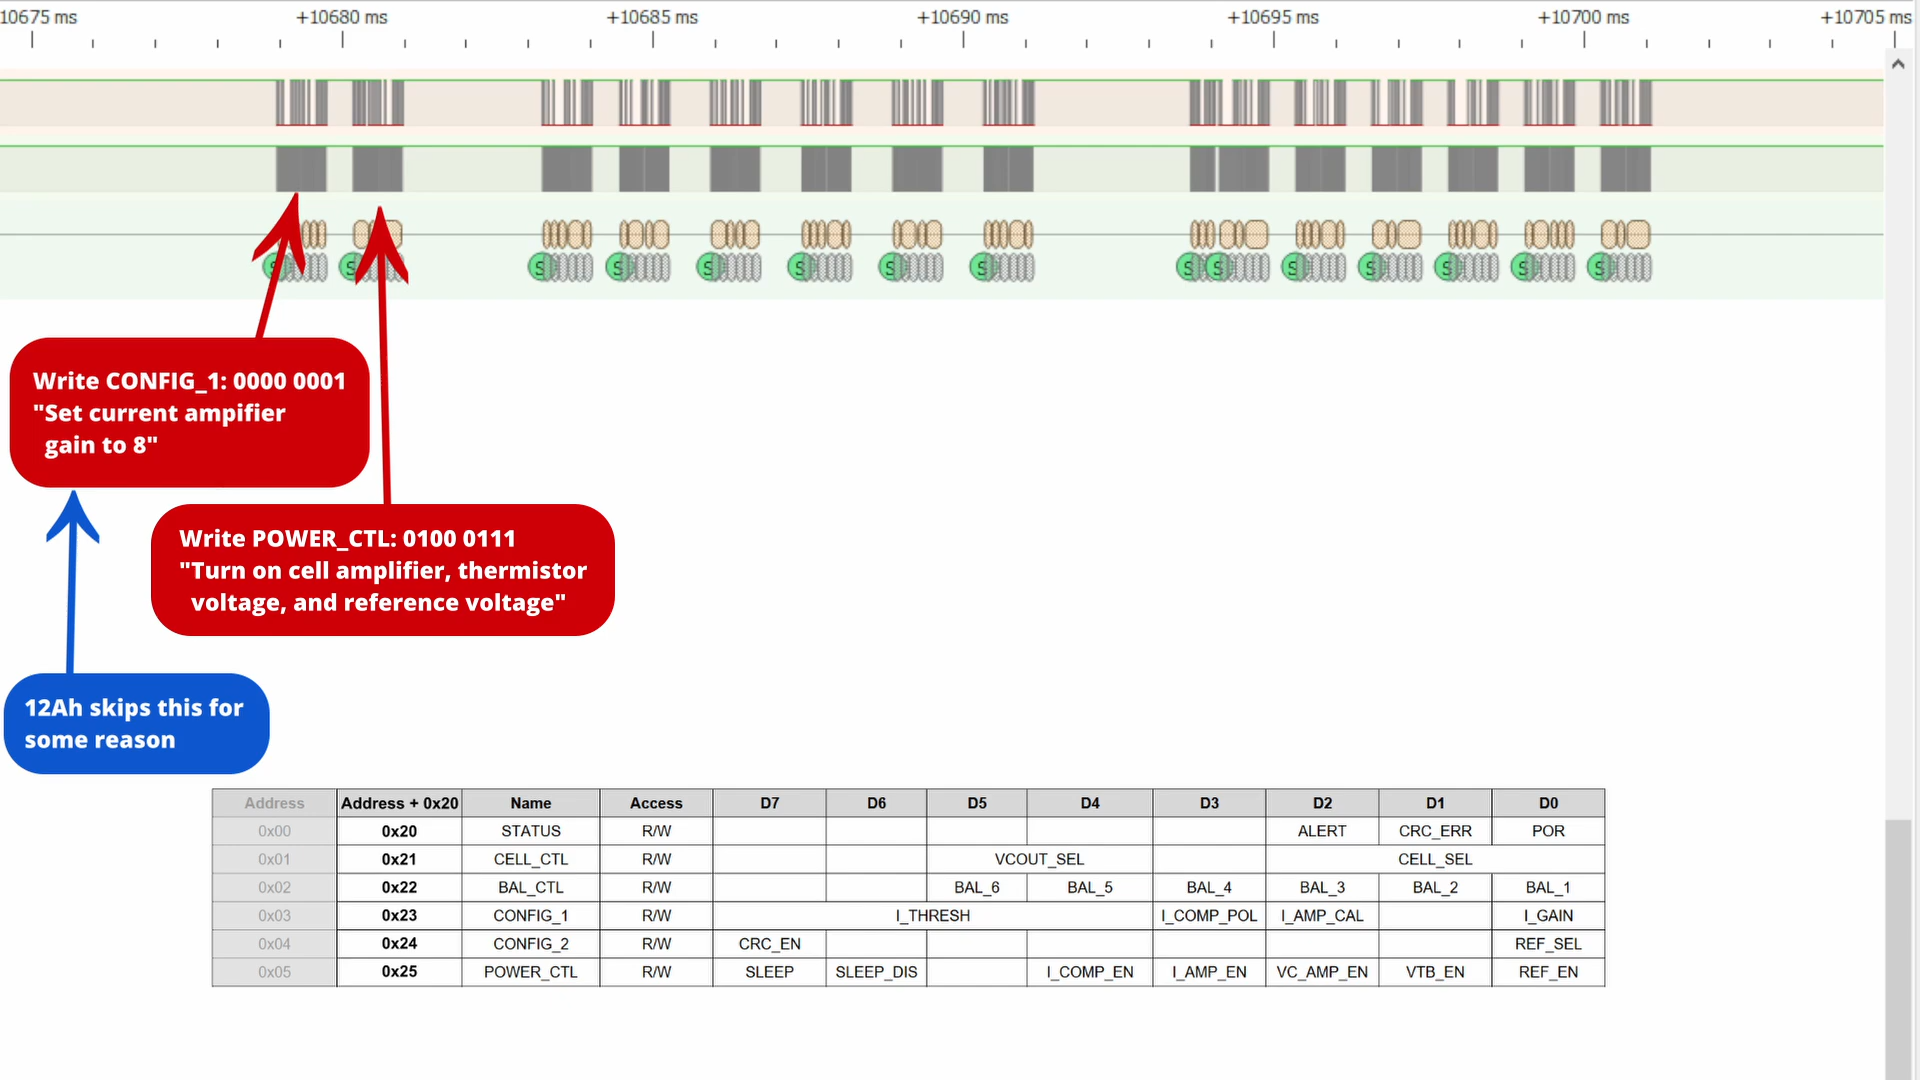 10675 ms +10680 ms +10685 ms +10690 ms +10695 ms +10700 ms +10705 ms
S S S S S S S S S S S S S S S
Write CONFIG_1: 0000 0001
"Set current ampifier
gain to 8"
Write POWER_CTL: 0100 0111
"Turn on cell amplifier, thermistor
voltage, and reference voltage"
12Ah skips this for
some reason
Address Address + 0x20 Name Access D7 D6 D5 D4 D3 D2 D1 D0
0x00 0x20 STATUS R/W ALERT CRC_ERR POR
0x01 0x21 CELL_CTL R/W VCOUT_SEL CELL_SEL
0x02 0x22 BAL_CTL R/W BAL_6 BAL_5 BAL_4 BAL_3 BAL_2 BAL_1
0x03 0x23 CONFIG_1 R/W I_THRESH I_COMP_POL I_AMP_CAL I_GAIN
0x04 0x24 CONFIG_2 R/W CRC_EN REF_SEL
0x05 0x25 POWER_CTL R/W SLEEP SLEEP_DIS I_COMP_EN I_AMP_EN VC_AMP_EN VTB_EN REF_EN